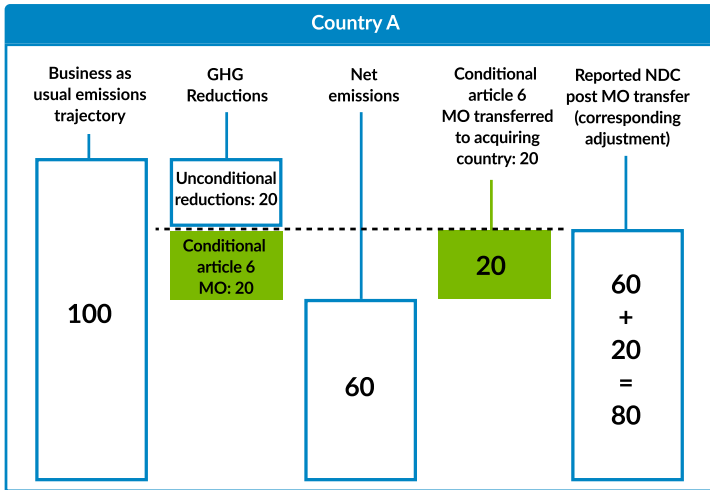 Country A
Business as
usual emissions
trajectory
GHG
Reductions
Net
emissions
Conditional
article 6
MO transferred
to acquiring
country: 20
Reported NDC
post MO transfer
(corresponding
adjustment)
100
Unconditional
reductions: 20
Conditional
article 6
MO: 20
60
20
60
+
20
=
80